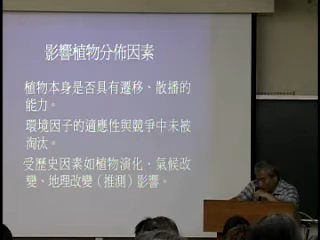 影響植物分佈因素
植物本身是否具有遷移、散播的
能力。
環境因子的適應性與競爭中未被
淘汰。
受歷史因素如植物演化、氣候改
變、地理改變（推測）影響。